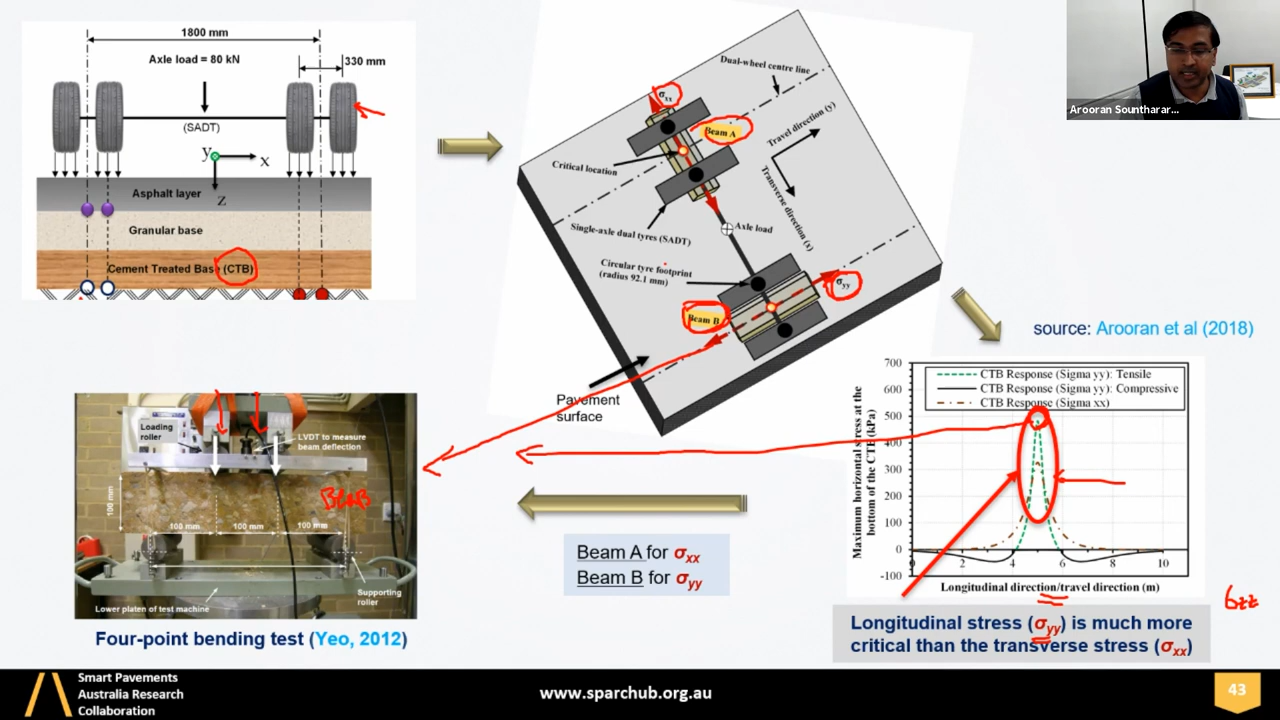 1800 mm
Axle load = 80 kN
330 mm
(SADT)
y
x
z
Asphalt layer
Granular base
Cement Treated Base (CTB)
Dual-wheel centre line
σxx
Beam A
Travel direction (y)
Critical location
Transverse direction (x)
Single-axle dual tyres (SADT)
Axle load
Circular tyre footprint
(radius 92.1 mm)
σyy
Beam B
Pavement
surface
Arooran Sountharar...
source: Arooran et al (2018)
700
600
500
400
300
200
100
0
-100
CTB Response (Sigma yy): Tensile
CTB Response (Sigma yy): Compressive
CTB Response (Sigma xx)
Maximum horizontal stress at the
bottom of the CTB (kPa)
0 2 4 6 8 10
Longitudinal direction/travel direction (m)
σzz
Longitudinal stress (σyy) is much more
critical than the transverse stress (σxx)
Beam A for σxx
Beam B for σyy
Loading
roller
LVDT to measure
beam deflection
100 mm
100 mm
100 mm
100 mm
Supporting
roller
Lower platen of test machine
Four-point bending test (Yeo, 2012)
Smart Pavements
Australia Research
Collaboration
www.sparchub.org.au
43